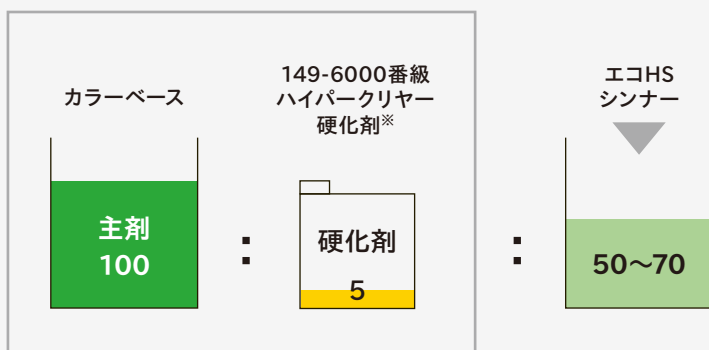 カラーベース
149-6000番級
ハイパークリヤー
硬化剤※
エコHS
シンナー
主剤
100
:
硬化剤
5
:
50〜70